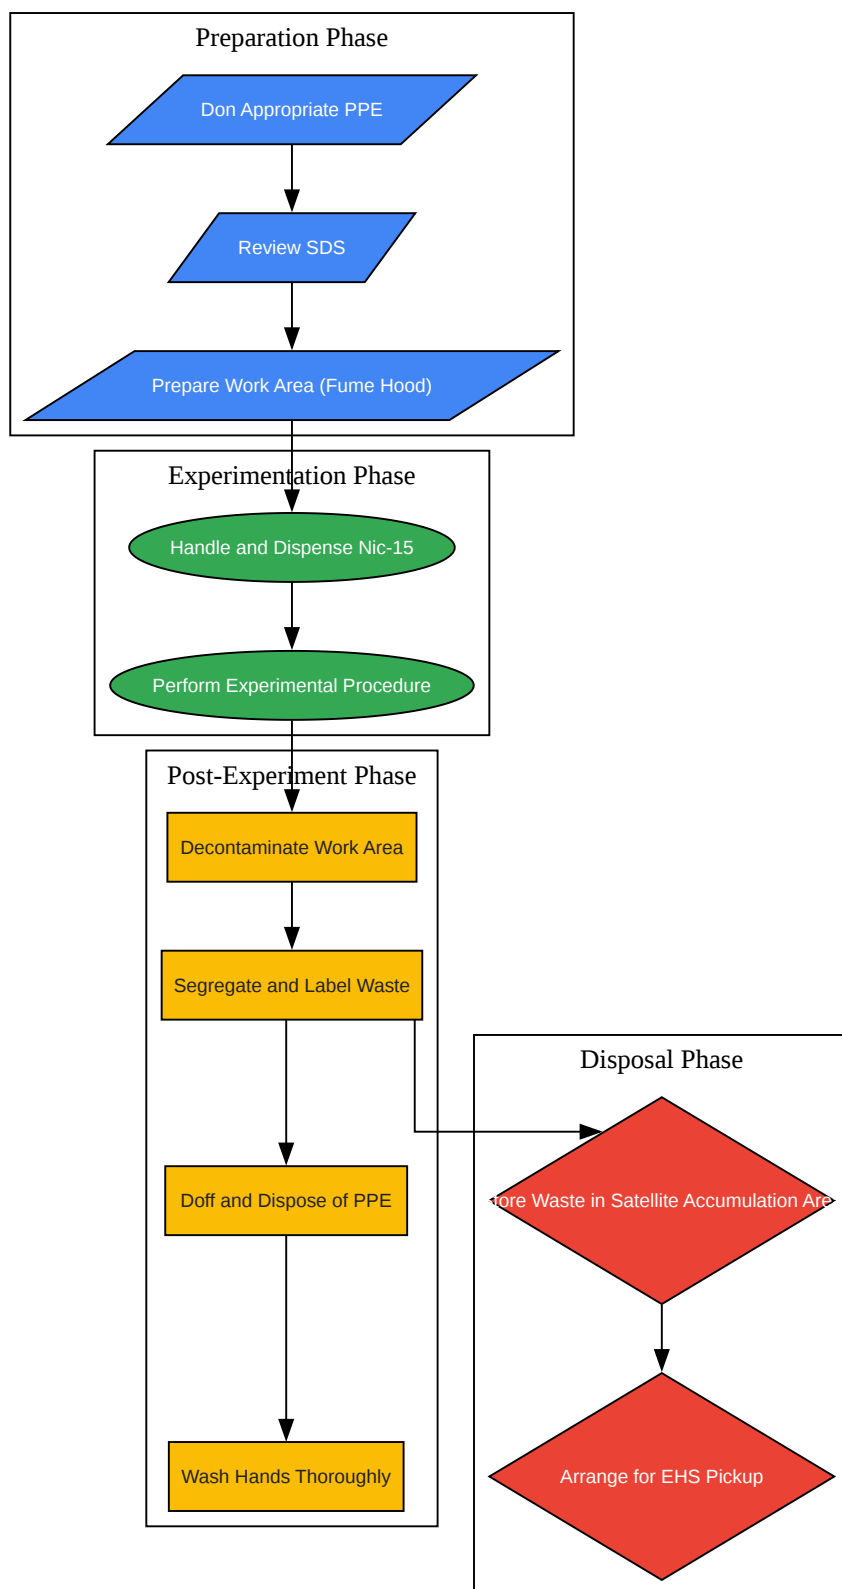 Preparation Phase
Don Appropriate PPE
Review SDS
Prepare Work Area (Fume Hood)
Experimentation Phase
Handle and Dispense Nic-15
Perform Experimental Procedure
Post-Experiment Phase
Decontaminate Work Area
Segregate and Label Waste
Disposal Phase
Waste in Satellite Accumulation
Doff and Dispose of PPE
Wash Hands Thoroughly
Arrange for EHS Pickup